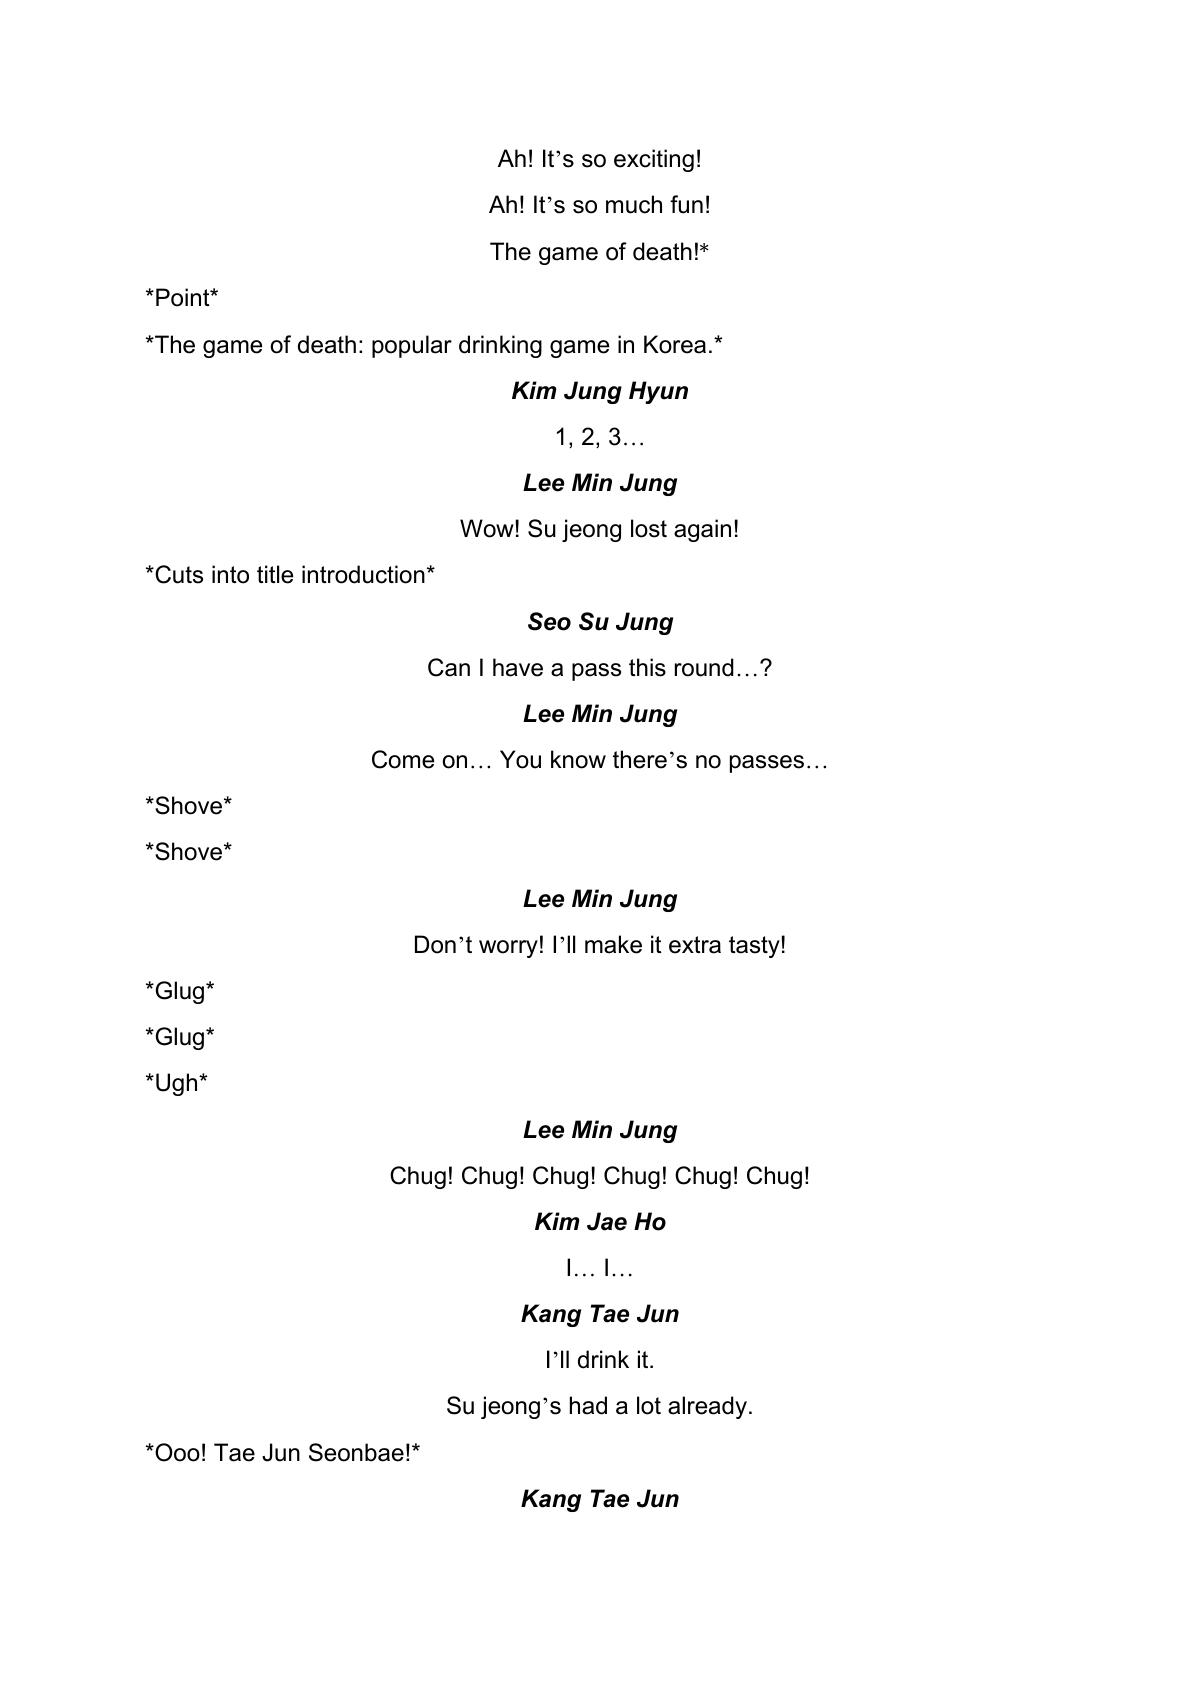 Ah! It’s so exciting!
Ah! It’s so much fun!
The game of death!*
*Point*
*The game of death: popular drinking game in Korea.*
Kim Jung Hyun
1, 2, 3…
Lee Min Jung
Wow! Su jeong lost again!
*Cuts into title introduction*
Seo Su Jung
Can I have a pass this round…?
Lee Min Jung
Come on… You know there’s no passes…
*Shove*
*Shove*
Lee Min Jung
Don’t worry! I’ll make it extra tasty!
*Glug*
*Glug*
*Ugh*
Lee Min Jung
Chug! Chug! Chug! Chug! Chug! Chug!
Kim Jae Ho
I… I…
Kang Tae Jun
I’ll drink it.
Su jeong’s had a lot already.
*Ooo! Tae Jun Seonbae!*
Kang Tae Jun